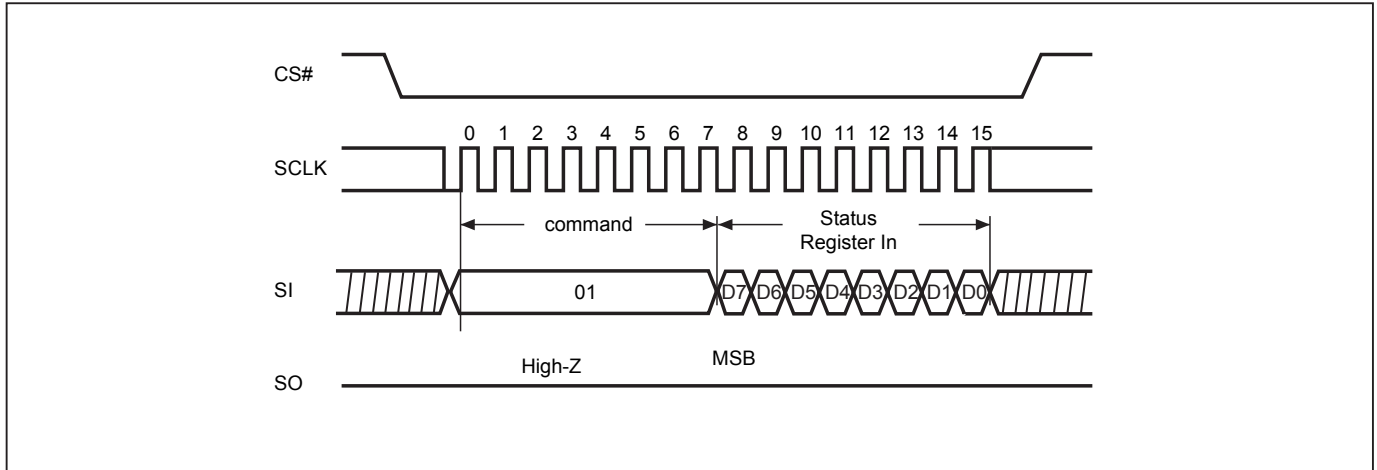 CS#
0 1 2 3 4 5 6 7 8 9 10 11 12 13 14 15
SCLK
command
Status
Register In
SI
01
D7 D6 D5 D4 D3 D2 D1 D0
High-Z
MSB
SO